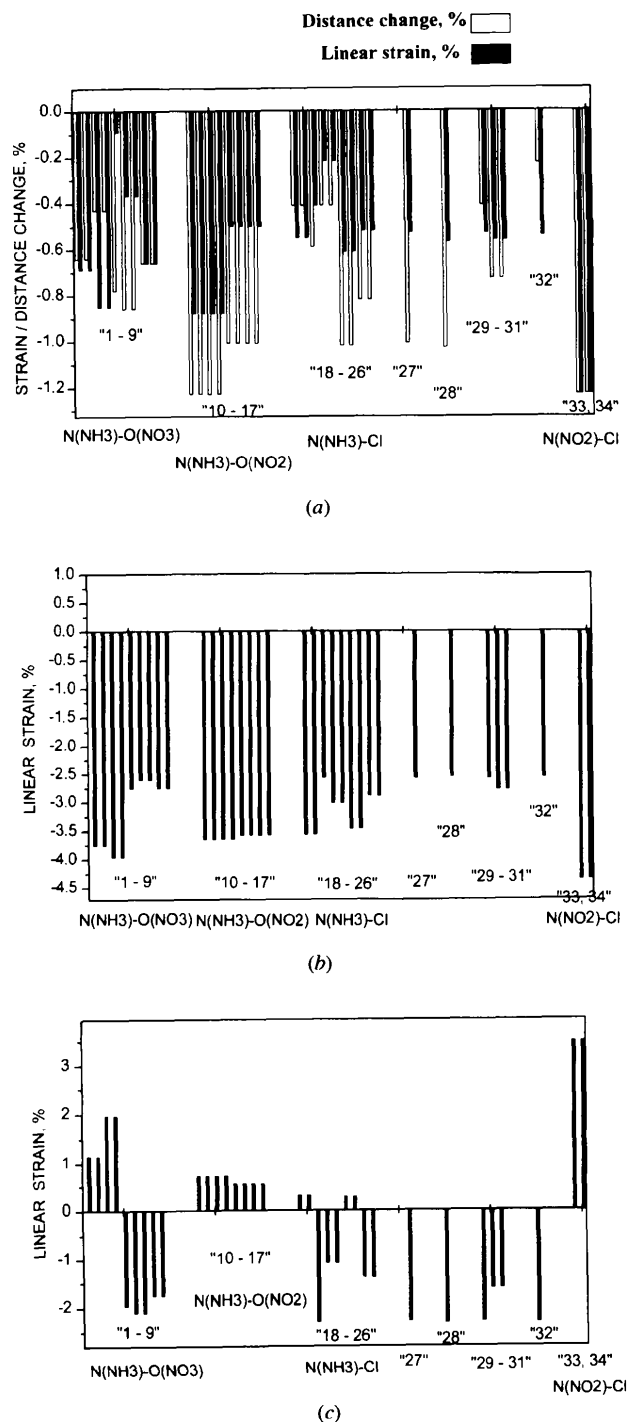 Distance change, %
Linear strain, %
STRAIN / DISTANCE CHANGE, %
0.0
-0.2
-0.4
-0.6
-0.8
-1.0
-1.2
"1 - 9"
"10 - 17"
"18 - 26"
"27"
"28"
"29 - 31"
"32"
"33, 34"
N(NH3)-O(NO3)
N(NH3)-O(NO2)
N(NH3)-Cl
N(NO2)-Cl
(a)
LINEAR STRAIN, %
1.0
0.5
0.0
-0.5
-1.0
-1.5
-2.0
-2.5
-3.0
-3.5
-4.0
-4.5
"1 - 9"
"10 - 17"
"18 - 26"
"27"
"28"
"29 - 31"
"32"
"33, 34"
N(NH3)-O(NO3)
N(NH3)-O(NO2)
N(NH3)-Cl
N(NO2)-Cl
(b)
LINEAR STRAIN, %
3
2
1
0
-1
-2
"10 - 17"
N(NH3)-O(NO2)
"1 - 9"
"18 - 26"
"27"
"28"
"29 - 31"
"32"
"33, 34"
N(NH3)-O(NO3)
N(NH3)-Cl
N(NO2)-Cl
(c)